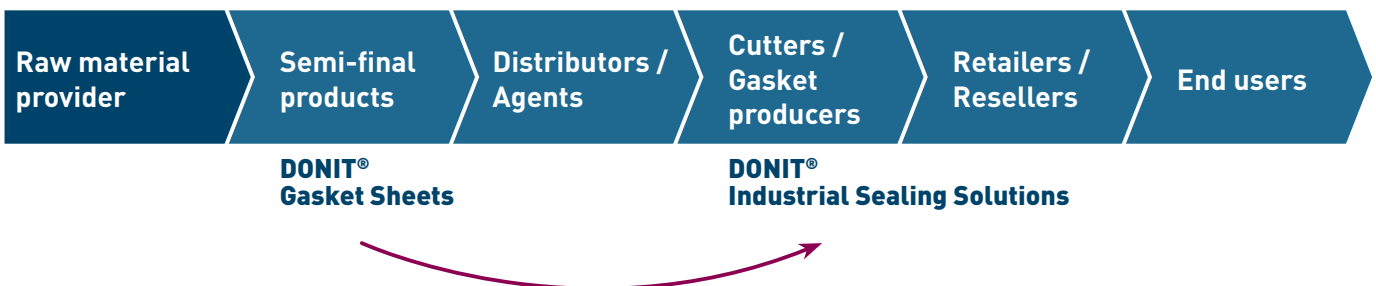 Raw material
provider
Semi-final
products
Distributors /
Agents
Cutters /
Gasket
producers
Retailers /
Resellers
End users
DONIT®
Gasket Sheets
DONIT®
Industrial Sealing Solutions